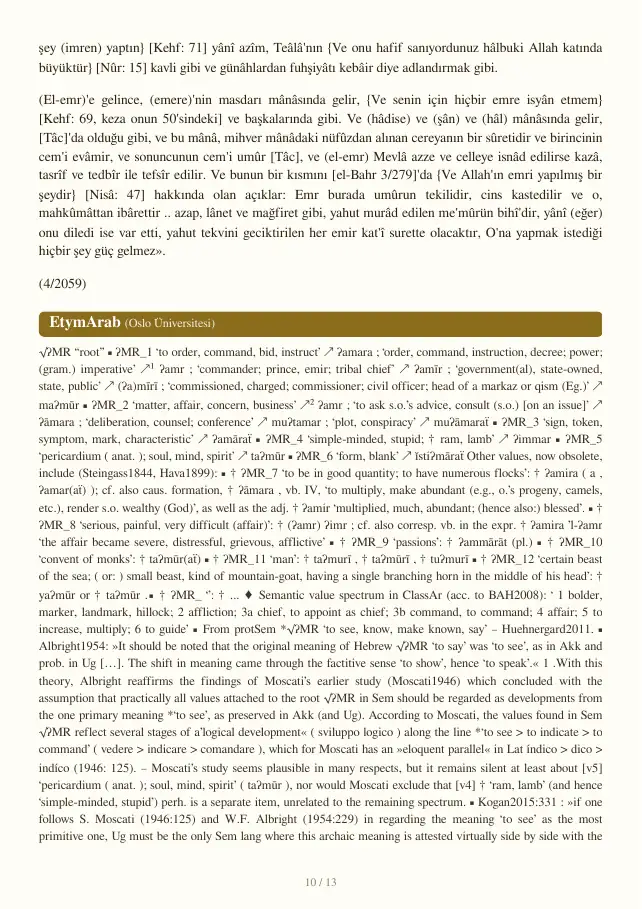 şey (imren) yaptın} [Kehf: 71] yânî azîm, Teâlâ'nın {Ve onu hafif sanıyordunuz hâlbuki Allah katında
büyüktür} [Nûr: 15] kavli gibi ve günâhlardan fuhşiyâtı kebâir diye adlandırmak gibi.
(El-emr)'e gelince, (emere)'nin masdarı mânâsında gelir, {Ve senin için hiçbir emre isyân etmem}
[Kehf: 69, keza onun 50'sindeki] ve başkalarında gibi. Ve (hâdise) ve (şân) ve (hâl) mânâsında gelir,
[Tâc]'da olduğu gibi, ve bu mânâ, mihver mânâdaki nüfûzdan alınan cereyanın bir sûretidir ve birincinin
cem'i evâmir, ve sonuncunun cem'i umûr [Tâc], ve (el-emr) Mevlâ azze ve celleye isnâd edilirse kazâ,
tasrîf ve tedbîr ile tefsîr edilir. Ve bunun bir kısmını [el-Bahr 3/279]'da {Ve Allah'ın emri yapılmış bir
şeydir} [Nisâ: 47] hakkında olan açıklar: Emr burada umûrun tekilidir, cins kastedilir ve o,
mahkûmâttan ibârettir .. azap, lânet ve mağfiret gibi, yahut murâd edilen me'mûrün bihî'dir, yânî (eğer)
onu diledi ise var etti, yahut tekvini geciktirilen her emir kat'î surette olacaktır, O'na yapmak istediği
hiçbir şey güç gelmez».
(4/2059)
EtymArab (Oslo Üniversitesi)
√ʔMR “root” ▪ ʔMR_1 ‘to order, command, bid, instruct’ ↗ ʔamara ; ‘order, command, instruction, decree; power;
(gram.) imperative’ ↗¹ ʔamr ; ‘commander; prince, emir; tribal chief’ ↗ ʔamīr ; ‘government(al), state-owned,
state, public’ ↗ (ʔa)mīrī ; ‘commissioned, charged; commissioner; civil officer; head of a markaz or qism (Eg.)’ ↗
maʔmūr ▪ ʔMR_2 ‘matter, affair, concern, business’ ↗² ʔamr ; ‘to ask s.o.’s advice, consult (s.o.) [on an issue]’ ↗
ʔāmara ; ‘deliberation, counsel; conference’ ↗ muʔtamar ; ‘plot, conspiracy’ ↗ muʔāmaraẗ ▪ ʔMR_3 ‘sign, token,
symptom, mark, characteristic’ ↗ ʔamāraẗ ▪ ʔMR_4 ‘simple-minded, stupid; † ram, lamb’ ↗ ʔimmar ▪ ʔMR_5
‘pericardium ( anat. ); soul, mind, spirit’ ↗ taʔmūr ▪ ʔMR_6 ‘form, blank’ ↗ ĭstiʔmāraẗ Other values, now obsolete,
include (Steingass1844, Hava1899): ▪ † ʔMR_7 ‘to be in good quantity; to have numerous flocks’: † ʔamira ( a ,
ʔamar(aẗ) ); cf. also caus. formation, † ʔāmara , vb. IV, ‘to multiply, make abundant (e.g., o.’s progeny, camels,
etc.), render s.o. wealthy (God)’, as well as the adj. † ʔamir ‘multiplied, much, abundant; (hence also:) blessed’. ▪ †
ʔMR_8 ‘serious, painful, very difficult (affair)’: † (ʔamr) ʔimr ; cf. also corresp. vb. in the expr. † ʔamira ’l-ʔamr
‘the affair became severe, distressful, grievous, afflictive’ ▪ † ʔMR_9 ‘passions’: † ʔammārāt (pl.) ▪ † ʔMR_10
‘convent of monks’: † taʔmūr(aẗ) ▪ † ʔMR_11 ‘man’: † taʔmurī , † taʔmūrī , † tuʔmurī ▪ † ʔMR_12 ‘certain beast
of the sea; ( or: ) small beast, kind of mountain-goat, having a single branching horn in the middle of his head’: †
yaʔmūr or † taʔmūr .▪ † ʔMR_ ‘’: † ... ♦ Semantic value spectrum in ClassAr (acc. to BAH2008): ‘ 1 bolder,
marker, landmark, hillock; 2 affliction; 3a chief, to appoint as chief; 3b command, to command; 4 affair; 5 to
increase, multiply; 6 to guide’ ▪ From protSem *√ʔMR ‘to see, know, make known, say’ – Huehnergard2011. ▪
Albright1954: »It should be noted that the original meaning of Hebrew √ʔMR ‘to say’ was ‘to see’, as in Akk and
prob. in Ug […]. The shift in meaning came through the factitive sense ‘to show’, hence ‘to speak’.« 1 .With this
theory, Albright reaffirms the findings of Moscati's earlier study (Moscati1946) which concluded with the
assumption that practically all values attached to the root √ʔMR in Sem should be regarded as developments from
the one primary meaning *‘to see’, as preserved in Akk (and Ug). According to Moscati, the values found in Sem
√ʔMR reflect several stages of a’logical development« ( sviluppo logico ) along the line *‘to see > to indicate > to
command’ ( vedere > indicare > comandare ), which for Moscati has an »eloquent parallel« in Lat índico > dico >
indíco (1946: 125). – Moscati's study seems plausible in many respects, but it remains silent at least about [v5]
‘pericardium ( anat. ); soul, mind, spirit’ ( taʔmūr ), nor would Moscati exclude that [v4] † ‘ram, lamb’ (and hence
‘simple-minded, stupid’) perh. is a separate item, unrelated to the remaining spectrum. ▪ Kogan2015:331 : »if one
follows S. Moscati (1946:125) and W.F. Albright (1954:229) in regarding the meaning ‘to see’ as the most
primitive one, Ug must be the only Sem lang where this archaic meaning is attested virtually side by side with the
10 / 13